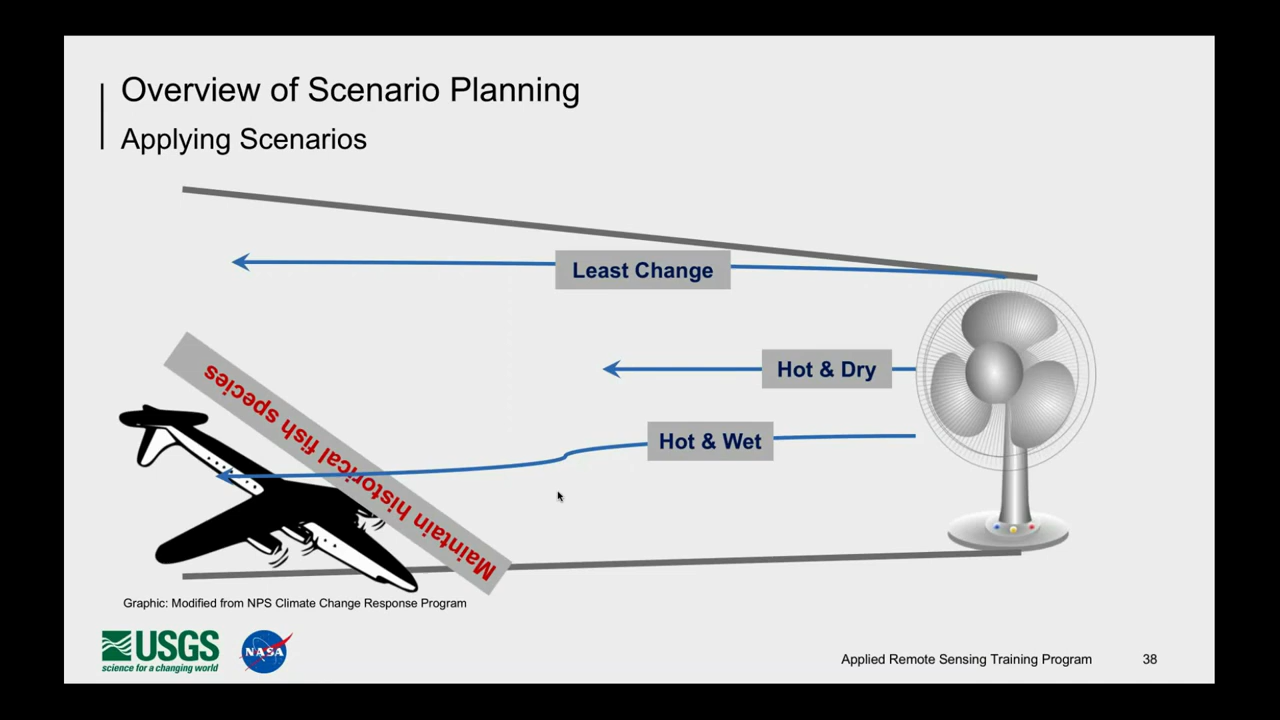 Overview of Scenario Planning
Applying Scenarios
Least Change
Hot & Dry
Hot & Wet
Maintain historical fish species
Graphic: Modified from NPS Climate Change Response Program
USGS
science for a changing world
NASA
Applied Remote Sensing Training Program
38